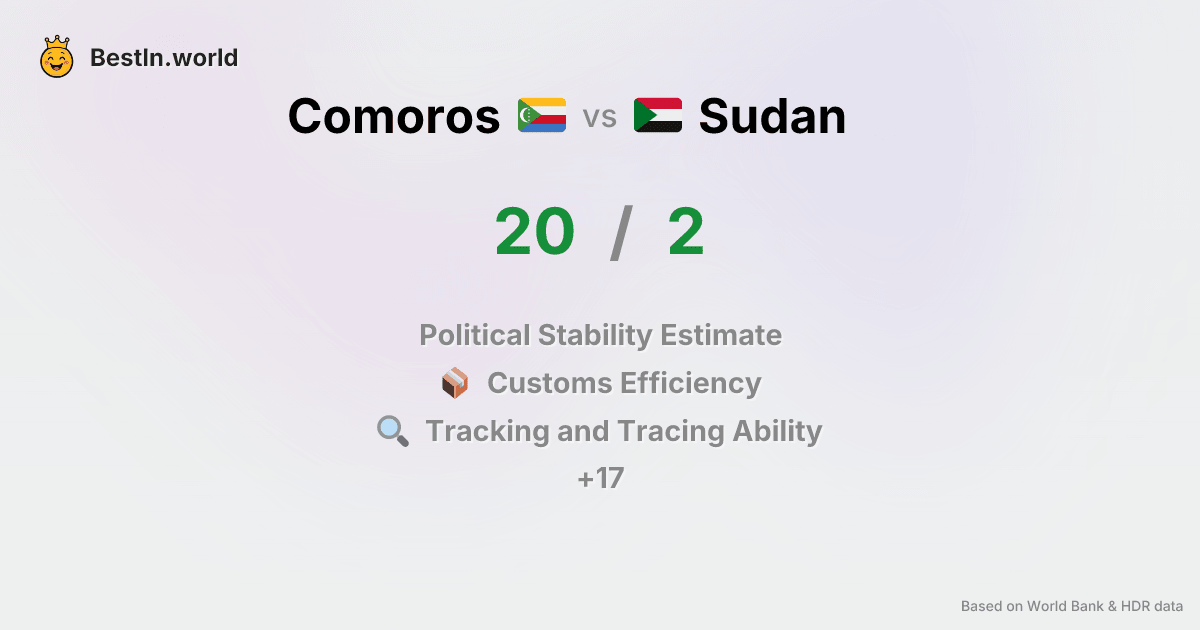 BestIn.world
Comoros vs Sudan
20 / 2
Political Stability Estimate
Customs Efficiency
Tracking and Tracing Ability
+17
Based on World Bank & HDR data